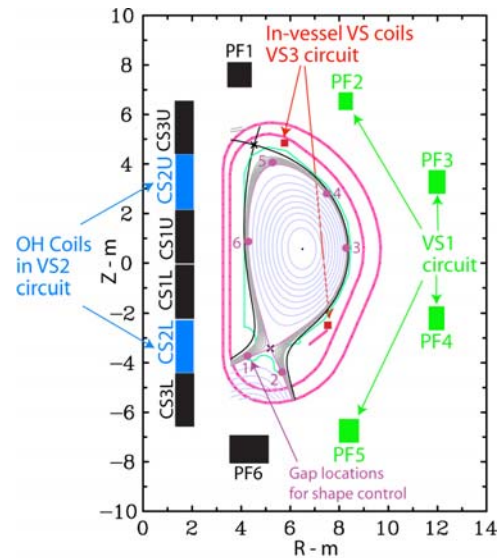 10
8
6
4
2
0
−2
−4
−6
−8
−10
Z - m
0
2
4
6
8
10
12
14
R - m
PF1
In-vessel VS coils
VS3 circuit
PF2
PF3
VS1
circuit
PF4
PF5
PF6
CS3U
CS2U
CS1U
CS1L
CS2L
CS3L
OH Coils
in VS2
circuit
5
4
6
3
1
2
Gap locations
for shape control